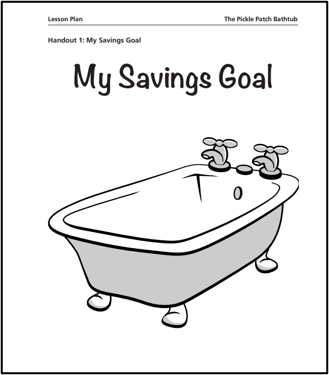 Lesson Plan The Pickle Patch Bathtub
Handout 1: My Savings Goal
My Savings Goal